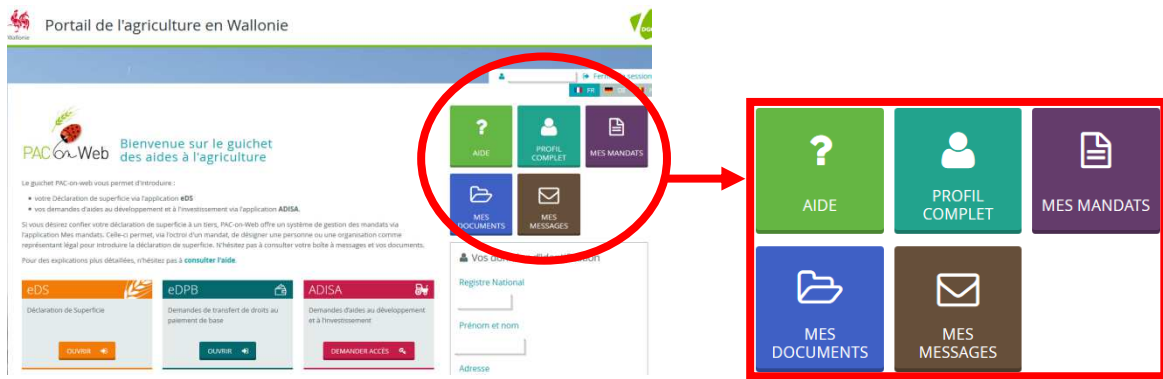 Wallonie
Portail de l'agriculture en Wallonie
FR DE
PAC on Web
Bienvenue sur le guichet
des aides à l'agriculture
Le guichet PAC-on-web vous permet d'introduire :
votre Déclaration de superficie via l'application eDS
vos demandes d'aides au développement et à l'investissement via l'application ADISA.
Si vous désirez confier votre déclaration de superficie à un tiers, PAC-on-Web offre un système de gestion des mandats via
l'application Mes mandats. Celle-ci permet, via l'octroi d'un mandat, de désigner une personne ou une organisation comme
représentant légal pour introduire la déclaration de superficie. N'hésitez pas à consulter votre boîte à messages et vos documents.
Pour des explications plus détaillées, n'hésitez pas à consulter l'aide.
eDS
Déclaration de Superficie
OUVRIR
eDPB
Demandes de transfert de droits au
paiement de base
OUVRIR
ADISA
Demandes d'aides au développement
et à l'investissement
DEMANDER ACCÈS
?
AIDE
PROFIL
COMPLET
MES MANDATS
MES
DOCUMENTS
MES
MESSAGES
Vos
Registre National
Prénom et nom
Adresse
?
AIDE
PROFIL
COMPLET
MES MANDATS
MES
DOCUMENTS
MES
MESSAGES